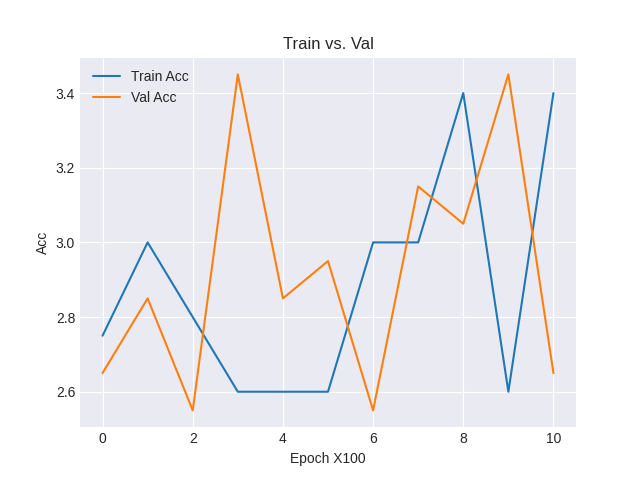 Train vs. Val
Train Acc
Val Acc
3.4
3.2
3.0
2.8
2.6
Acc
0 2 4 6 8 10
Epoch X100